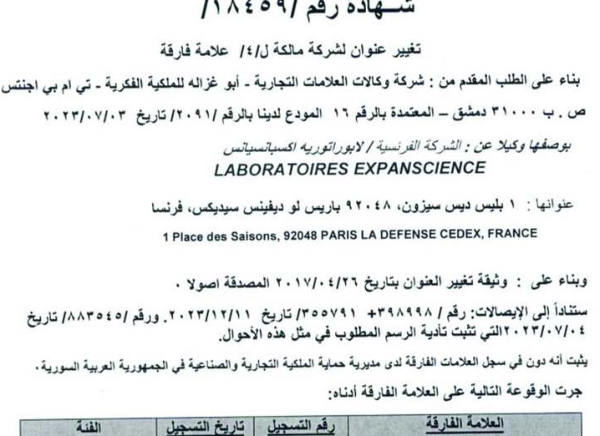 شـــهادة رقم /١٨٤٥٩/
تغيير عنوان لشركة مالكة ل/٤/ علامة فارقة
بناء على الطلب المقدم من : شركة وكالات العلامات التجارية - أبو غزاله للملكية الفكرية - تي ام بي اجنتس
ص . ب ٣١٠٠٠ دمشق – المعتمدة بالرقم ١٦ المودع لدينا بالرقم /٢٠٩١/ تاريخ ٢٠٢٣/٠٧/٠٣
بوصفها وكيلا عن : الشركة الفرنسية / لابوراتوريه اكسبانسيانس
LABORATOIRES EXPANSCIENCE
عنوانها : ١ بليس ديس سيزون، ٩٢٠٤٨ باريس لو ديفينس سيديكس، فرنسا
1 Place des Saisons, 92048 PARIS LA DEFENSE CEDEX, FRANCE
وبناء على : وثيقة تغيير العنوان بتاريخ ٢٠١٧/٠٤/٢٦ المصدقة اصولا ٠
ستناداً إلى الإيصالات: رقم / ٣٩٨٩٩٨+ ٣٥٥٧٩١/ تاريخ ٢٠٢٣/١٢/١١. ورقم /٨٨٣٥٤٥/ تاريخ
٢٠٢٣/٠٧/٠٤التي تثبت تأدية الرسم المطلوب في مثل هذه الأحوال.
يثبت أنه دون في سجل العلامات الفارقة لدى مديرية حماية الملكية التجارية والصناعية في الجمهورية العربية السورية٠
جرت الوقوعة التالية على العلامة الفارقة أدناه:
العلامة الفارقة رقم التسجيل تاريخ التسجيل الفئة